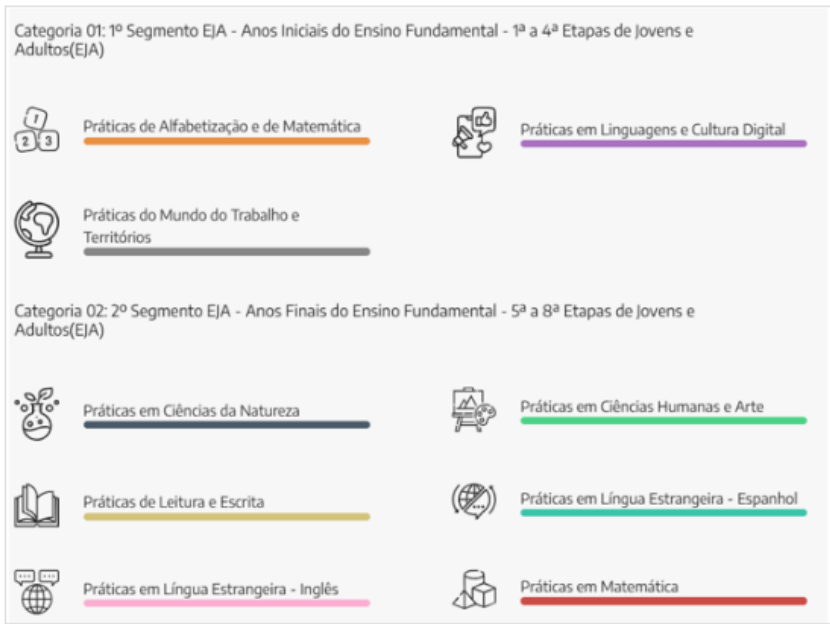 Categoria 01: 1º Segmento EJA - Anos Iniciais do Ensino Fundamental - 1ª a 4ª Etapas de Jovens e
Adultos(EJA)
1
2 3
Práticas de Alfabetização e de Matemática
Práticas em Linguagens e Cultura Digital
Práticas do Mundo do Trabalho e
Territórios
Categoria 02: 2º Segmento EJA - Anos Finais do Ensino Fundamental - 5ª a 8ª Etapas de Jovens e
Adultos(EJA)
Práticas em Ciências da Natureza
Práticas em Ciências Humanas e Arte
Práticas de Leitura e Escrita
Práticas em Língua Estrangeira - Espanhol
Práticas em Língua Estrangeira - Inglês
Práticas em Matemática